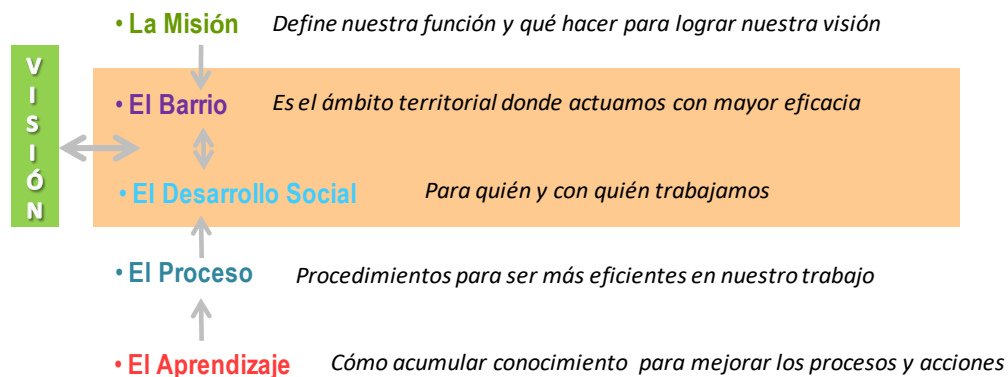 • La Misión Define nuestra función y qué hacer para lograr nuestra visión
VISIÓN
• El Barrio Es el ámbito territorial donde actuamos con mayor eficacia
• El Desarrollo Social Para quién y con quién trabajamos
• El Proceso Procedimientos para ser más eficientes en nuestro trabajo
• El Aprendizaje Cómo acumular conocimiento para mejorar los procesos y acciones